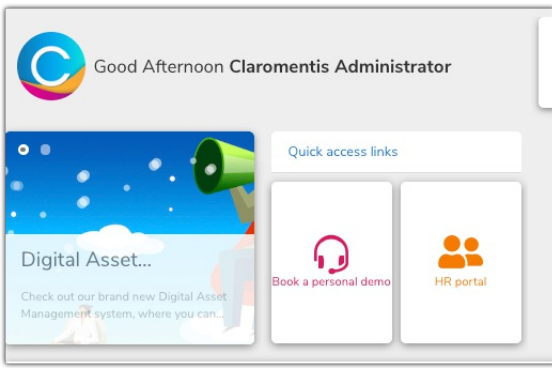 Good Afternoon Claromentis Administrator
Quick access links
Digital Asset...
Check out our brand new Digital Asset
Management system, where you can...
Book a personal demo
HR portal